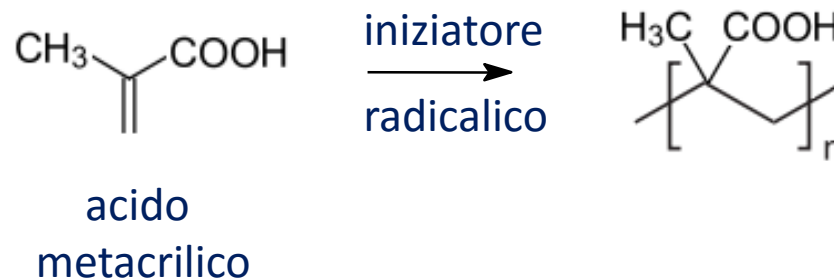 CH₃ COOH
iniziatore
radicalico
H₃C COOH
n
acido
metacrilico